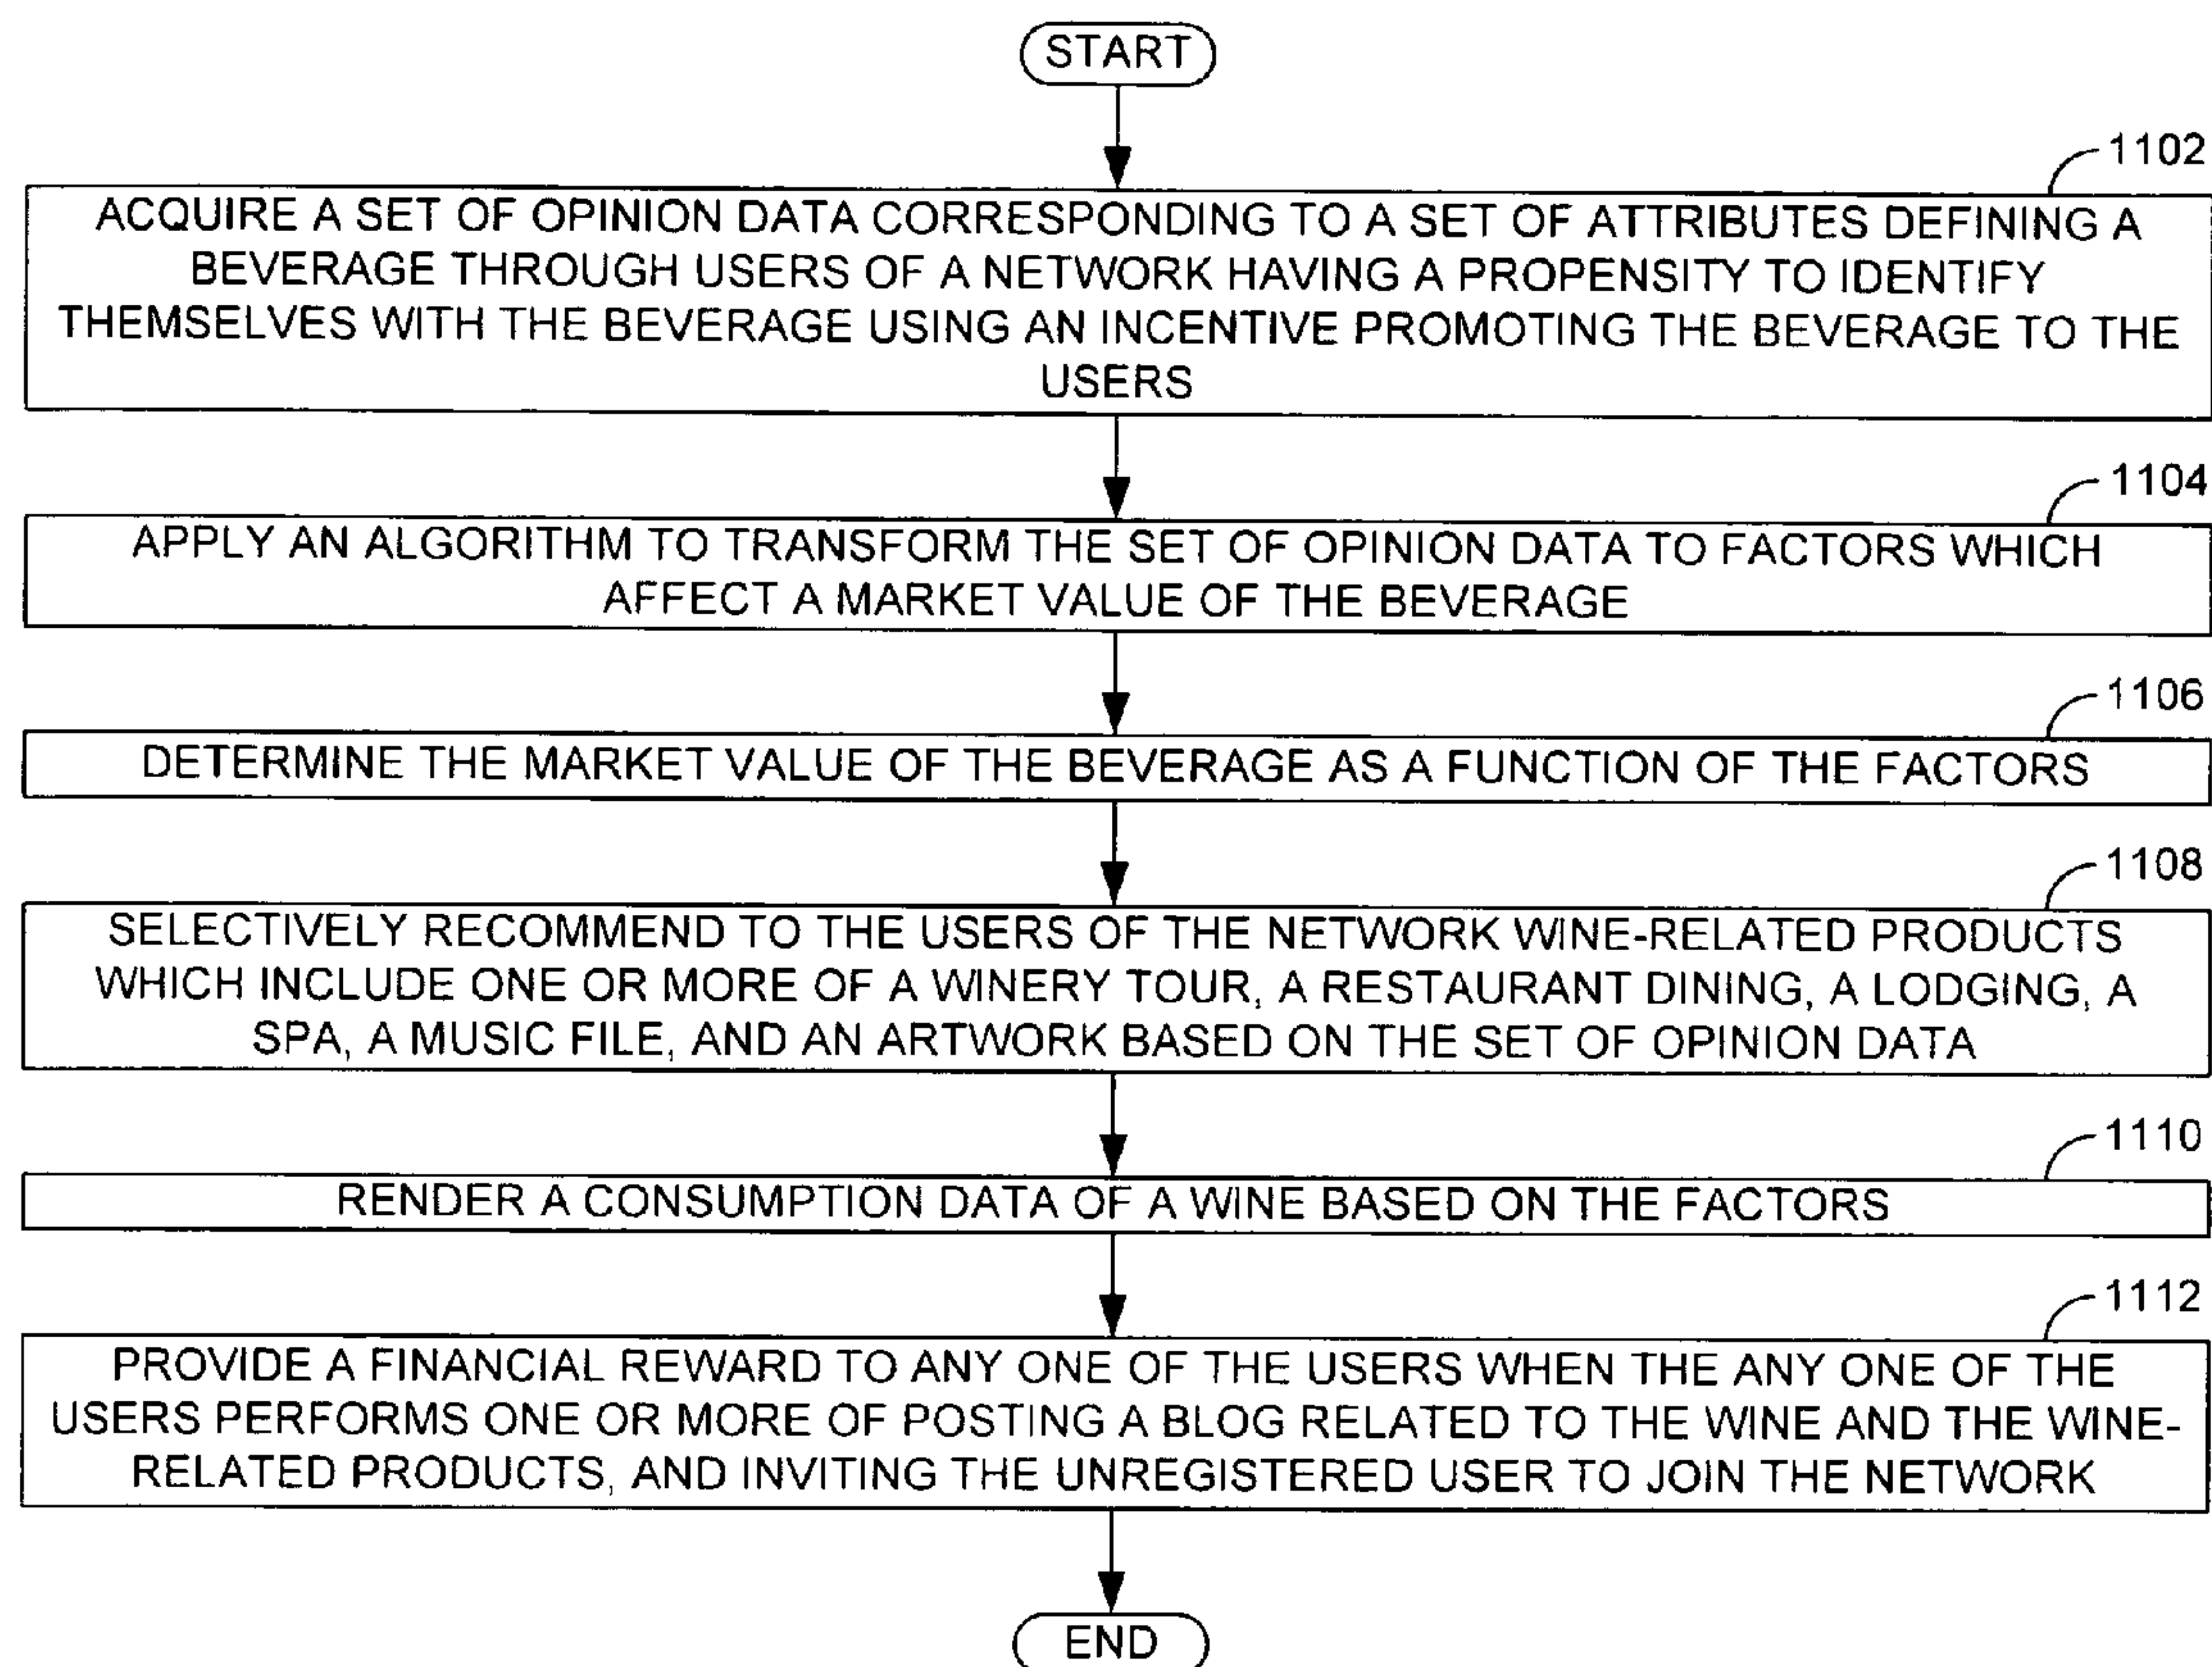 START
1102
ACQUIRE A SET OF OPINION DATA CORRESPONDING TO A SET OF ATTRIBUTES DEFINING A
BEVERAGE THROUGH USERS OF A NETWORK HAVING A PROPENSITY TO IDENTIFY
THEMSELVES WITH THE BEVERAGE USING AN INCENTIVE PROMOTING THE BEVERAGE TO THE
USERS
1104
APPLY AN ALGORITHM TO TRANSFORM THE SET OF OPINION DATA TO FACTORS WHICH
AFFECT A MARKET VALUE OF THE BEVERAGE
1106
DETERMINE THE MARKET VALUE OF THE BEVERAGE AS A FUNCTION OF THE FACTORS
1108
SELECTIVELY RECOMMEND TO THE USERS OF THE NETWORK WINE-RELATED PRODUCTS
WHICH INCLUDE ONE OR MORE OF A WINERY TOUR, A RESTAURANT DINING, A LODGING, A
SPA, A MUSIC FILE, AND AN ARTWORK BASED ON THE SET OF OPINION DATA
1110
RENDER A CONSUMPTION DATA OF A WINE BASED ON THE FACTORS
1112
PROVIDE A FINANCIAL REWARD TO ANY ONE OF THE USERS WHEN THE ANY ONE OF THE
USERS PERFORMS ONE OR MORE OF POSTING A BLOG RELATED TO THE WINE AND THE WINE-
RELATED PRODUCTS, AND INVITING THE UNREGISTERED USER TO JOIN THE NETWORK
END